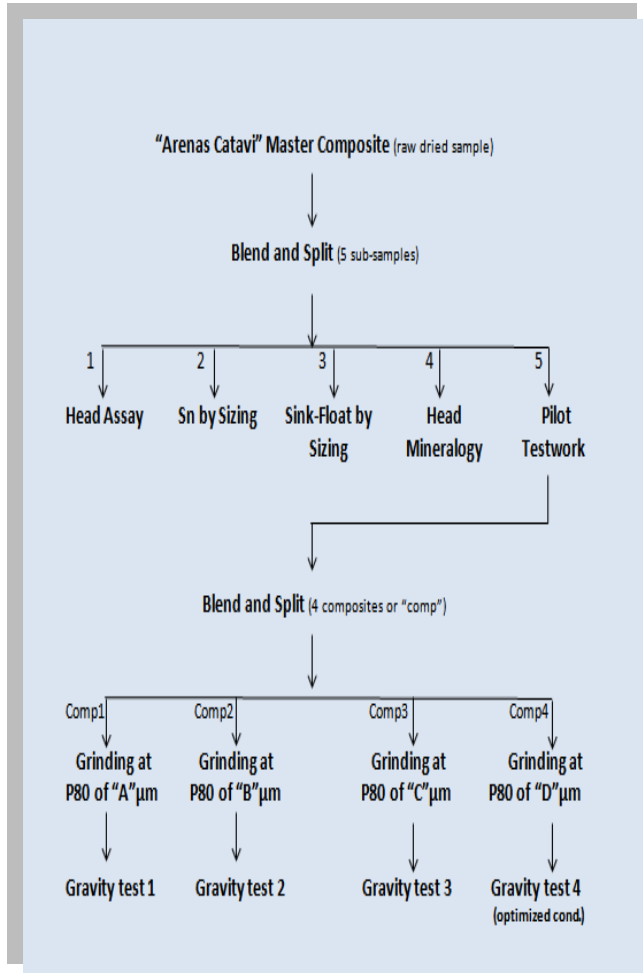 “Arenas Catavi” Master Composite (raw dried sample)
Blend and Split (5 sub-samples)
1 2 3 4 5
Head Assay Sn by Sizing Sink-Float by Sizing Head Mineralogy Pilot Testwork
Blend and Split (4 composites or “comp”)
Comp1 Comp2 Comp3 Comp4
Grinding at Grinding at Grinding at Grinding at
P80 of “A”µm P80 of “B”µm P80 of “C”µm P80 of “D”µm
Gravity test 1 Gravity test 2 Gravity test 3 Gravity test 4
(optimized cond.)